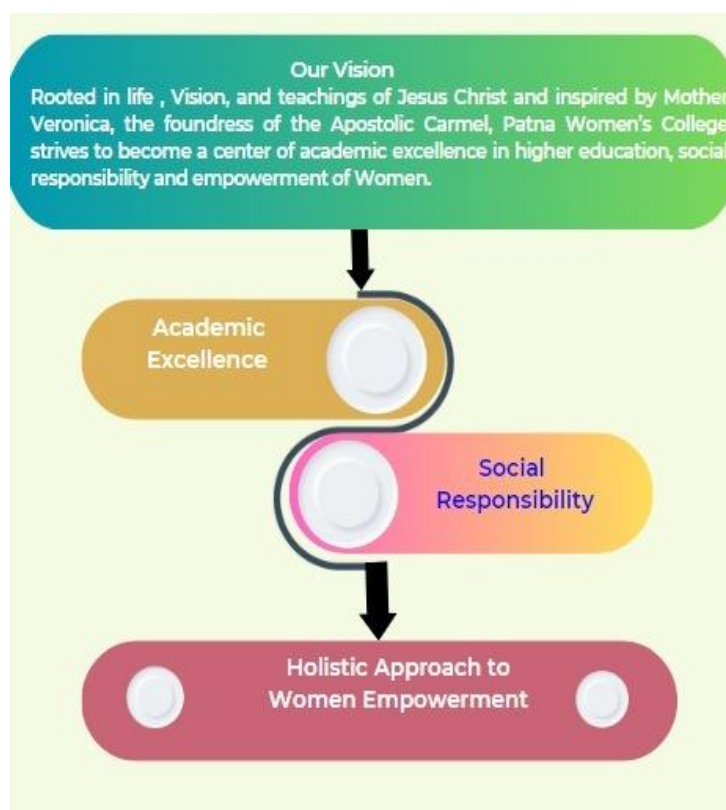 Our Vision
Rooted in life , Vision, and teachings of Jesus Christ and inspired by Mother
Veronica, the foundress of the Apostolic Carmel, Patna Women's College
strives to become a center of academic excellence in higher education, social
responsibility and empowerment of Women.
Academic
Excellence
Social
Responsibility
Holistic Approach to
Women Empowerment